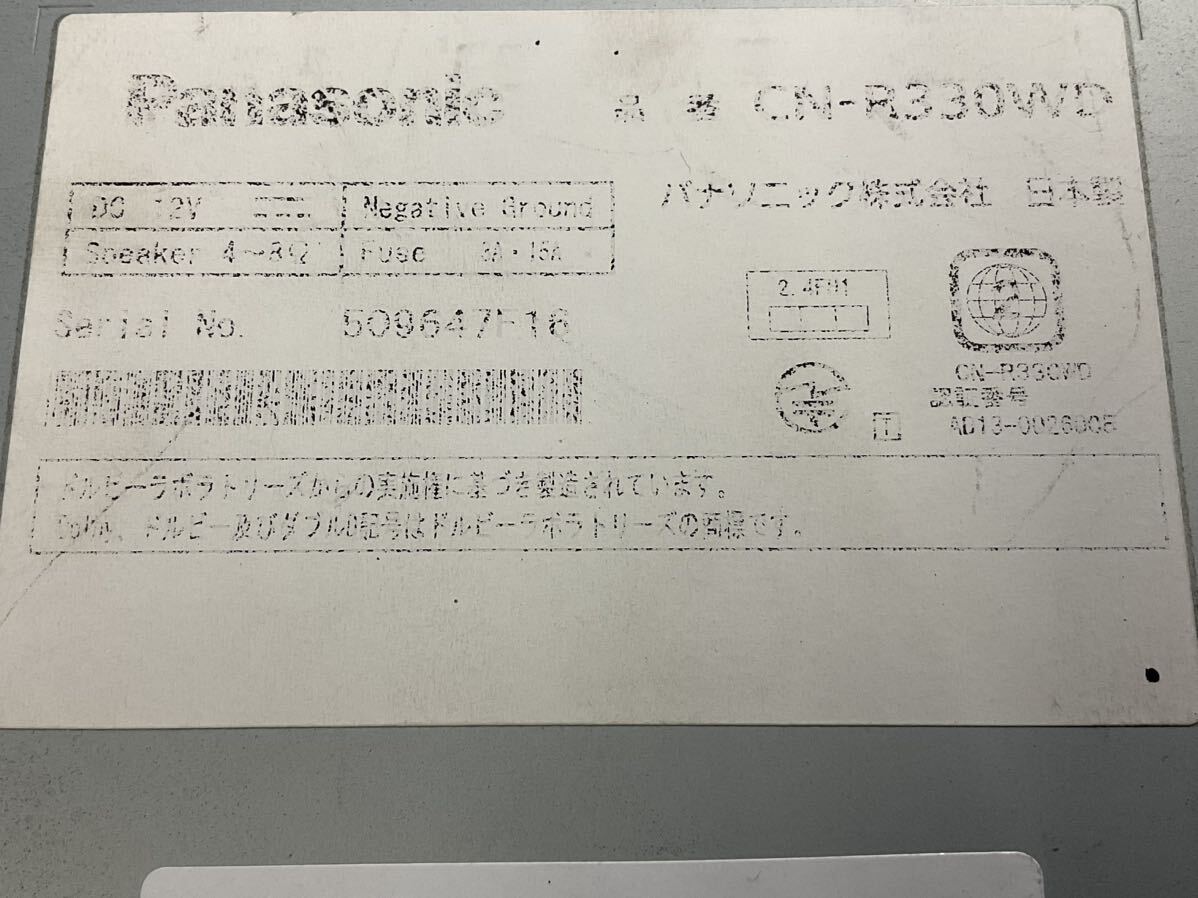 Panasonic 品番 CN-R330WD
パナソニック株式会社 日本製
DC 12V Negative Ground
Speaker 4～8Ω Fuse 3A・15A
Serial No. 509647F16
2.4FH1
CN-R330WD
認証番号
T AD13-0026005
ドルビーラボラトリーズからの実施権に基づき製造されています。
Dolby、ドルビー及びダブルD記号はドルビーラボラトリーズの商標です。